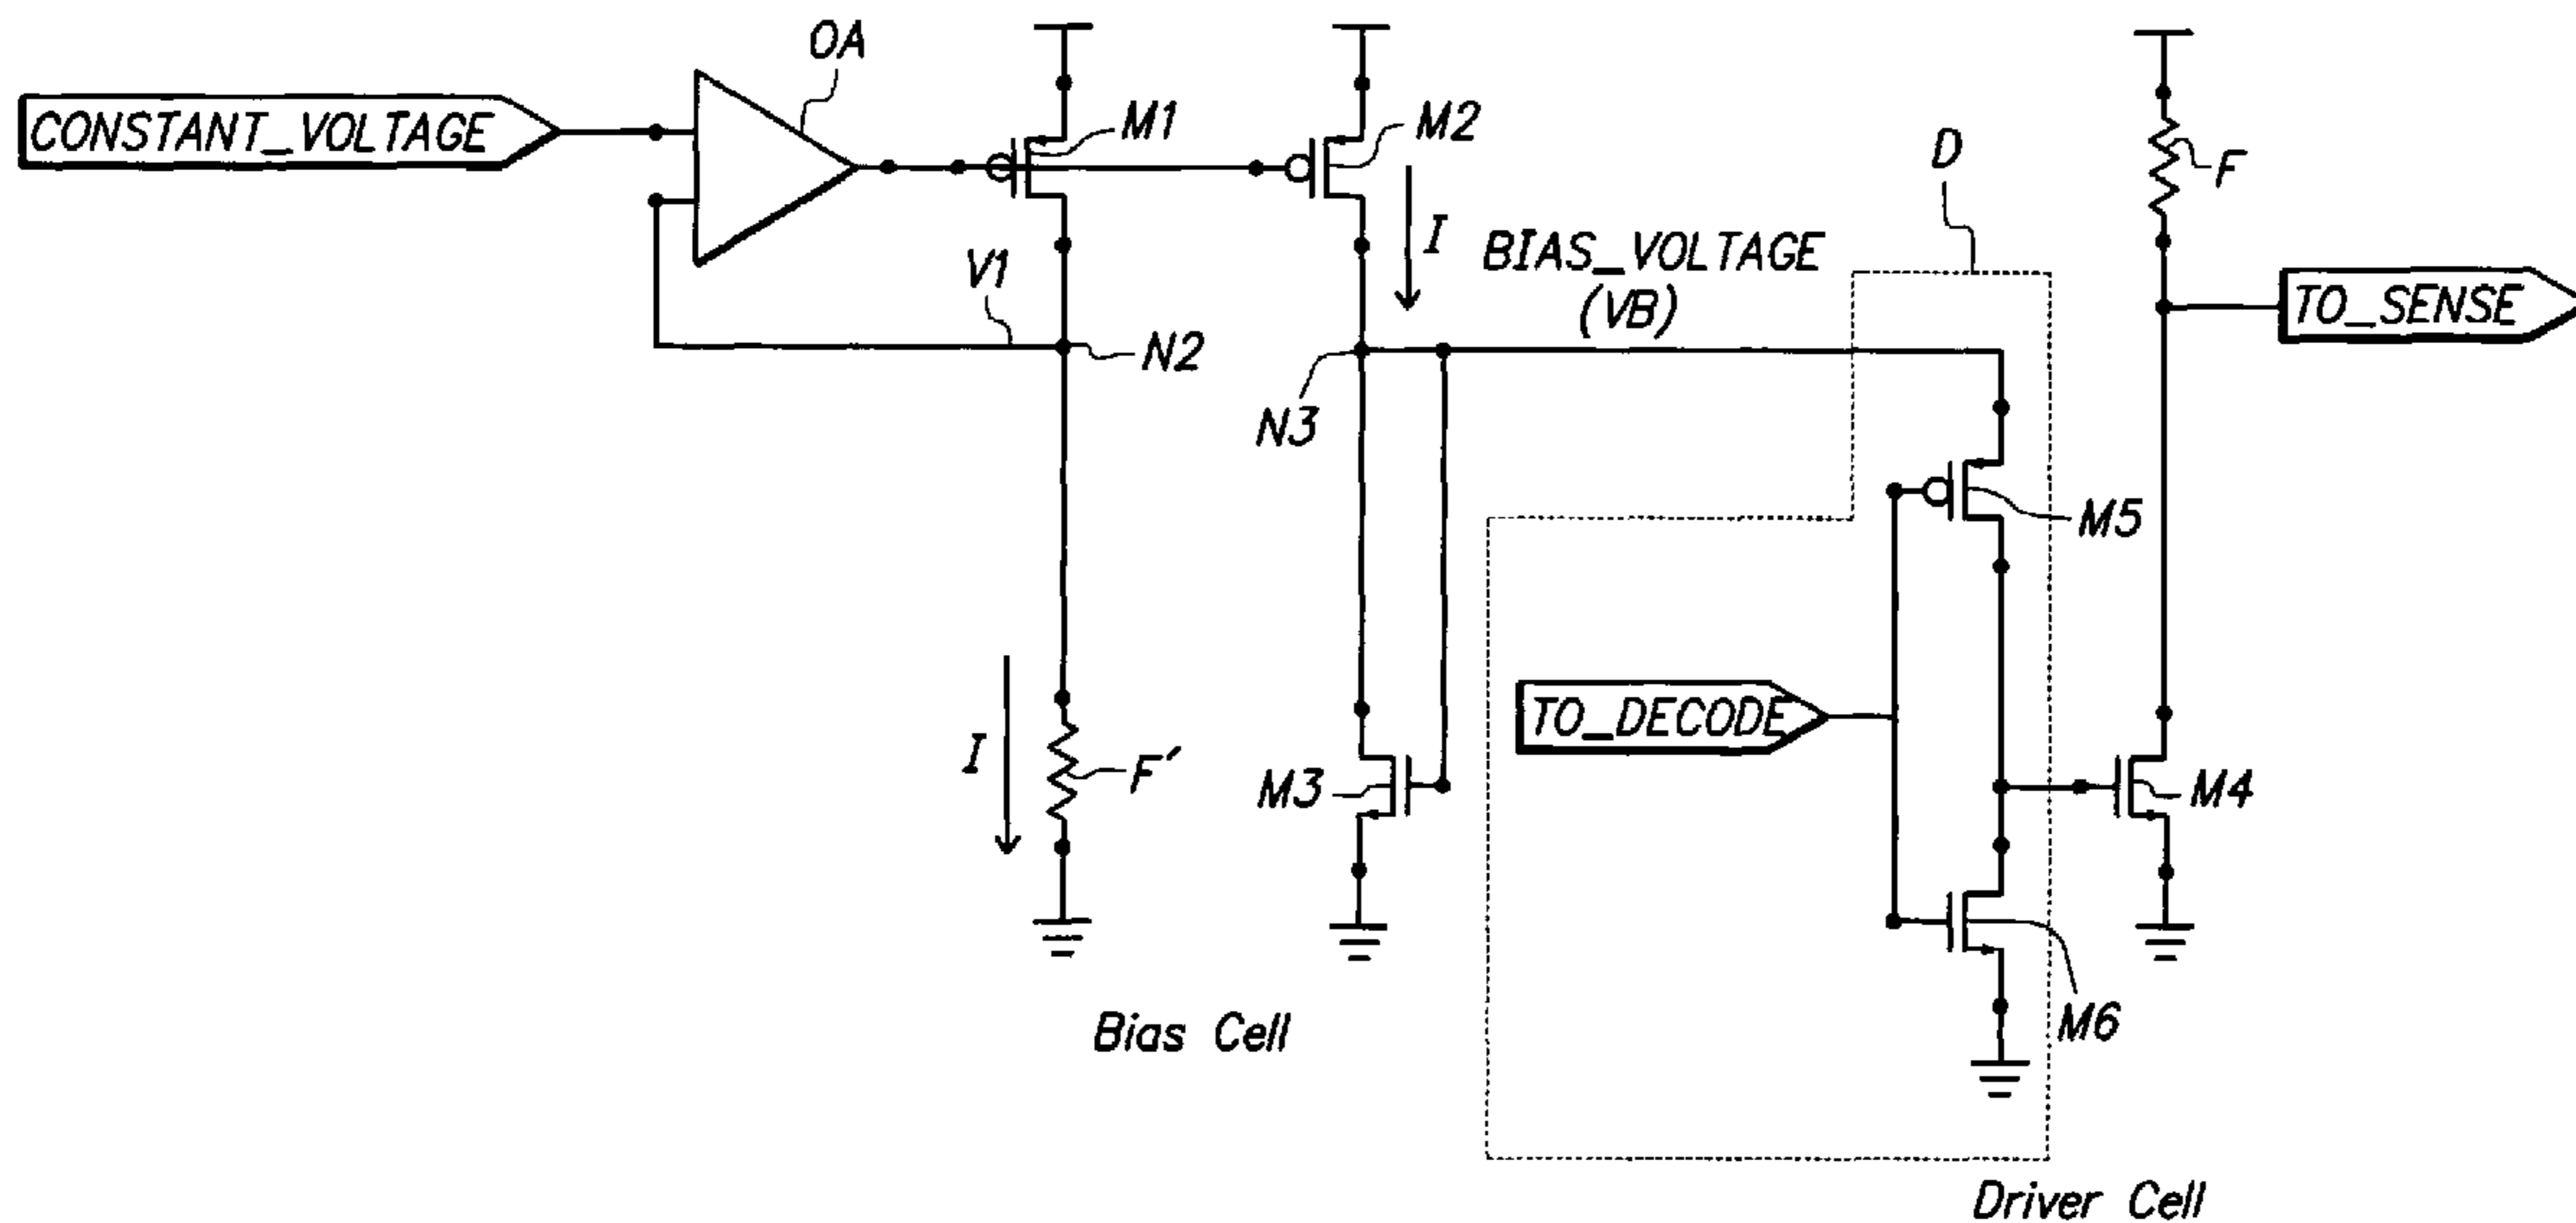 OA
CONSTANT_VOLTAGE
M1
M2
D
F
V1
I
BIAS_VOLTAGE
(VB)
TO_SENSE
N2
N3
M5
TO_DECODE
I
F'
M3
M4
M6
Bias Cell
Driver Cell